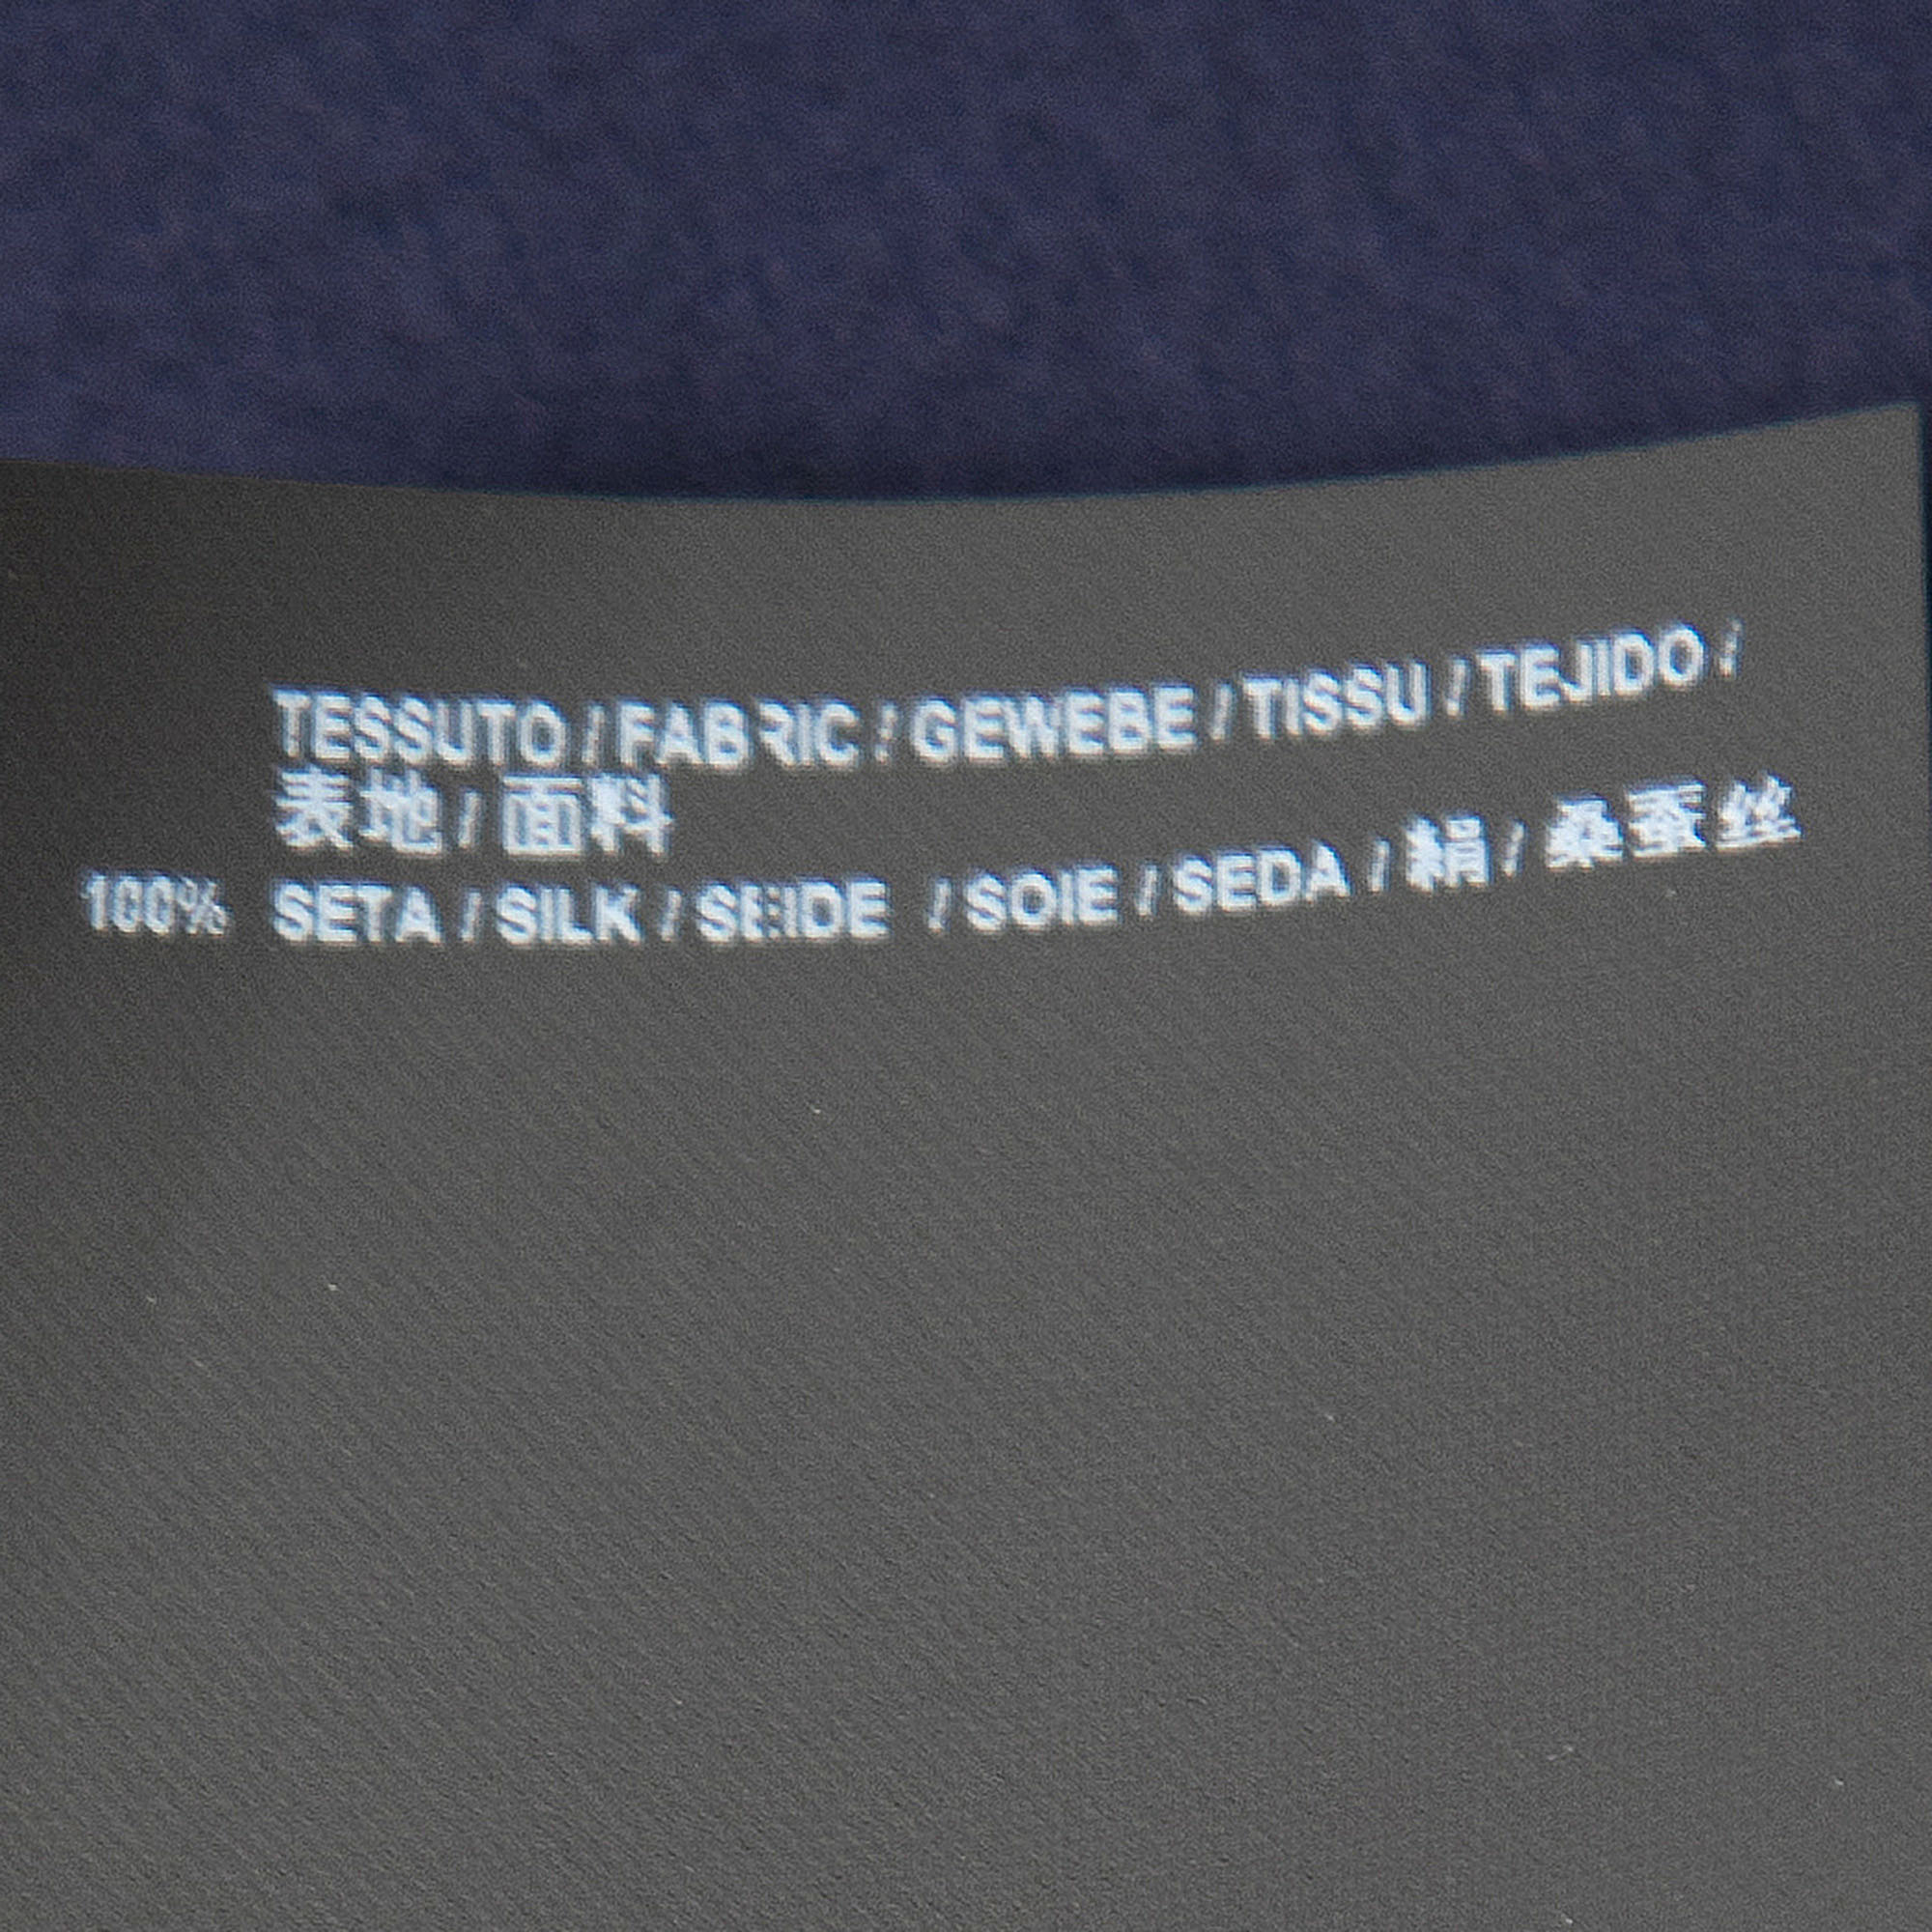 TESSUTO / FABRIC / GEWEBE / TISSU / TEJIDO /
表地 / 面料
100% SETA / SILK / SEIDE / SOIE / SEDA / 絹 / 桑蚕丝